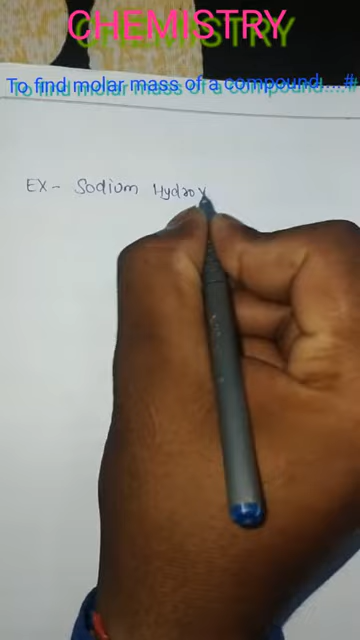 CHEMISTRY
To find molar mass of a compound....#
EX- Sodium Hydrox